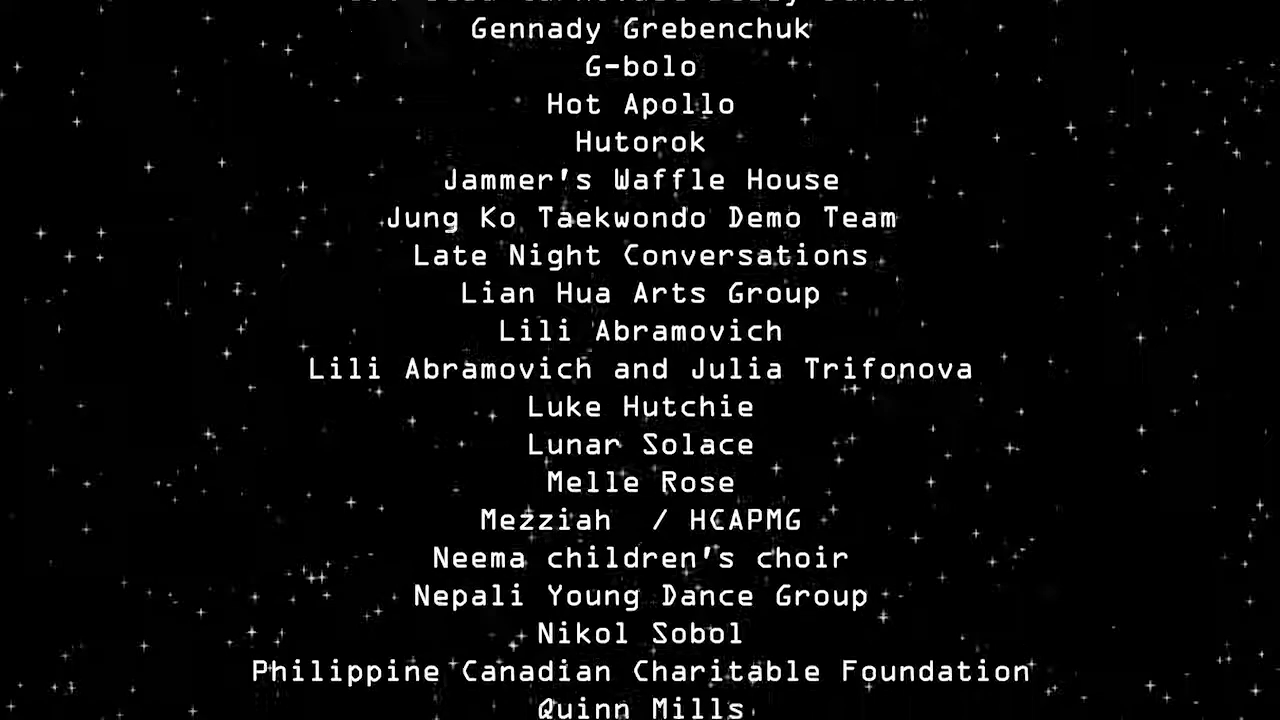 Gennady Grebenchuk
G-bolo
Hot Apollo
Hutorok
Jammer's Waffle House
Jung Ko Taekwondo Demo Team
Late Night Conversations
Lian Hua Arts Group
Lili Abramovich
Lili Abramovich and Julia Trifonova
Luke Hutchie
Lunar Solace
Melle Rose
Mezziah / HCAPMG
Neema children's choir
Nepali Young Dance Group
Nikol Sobol
Philippine Canadian Charitable Foundation
Quinn Mills